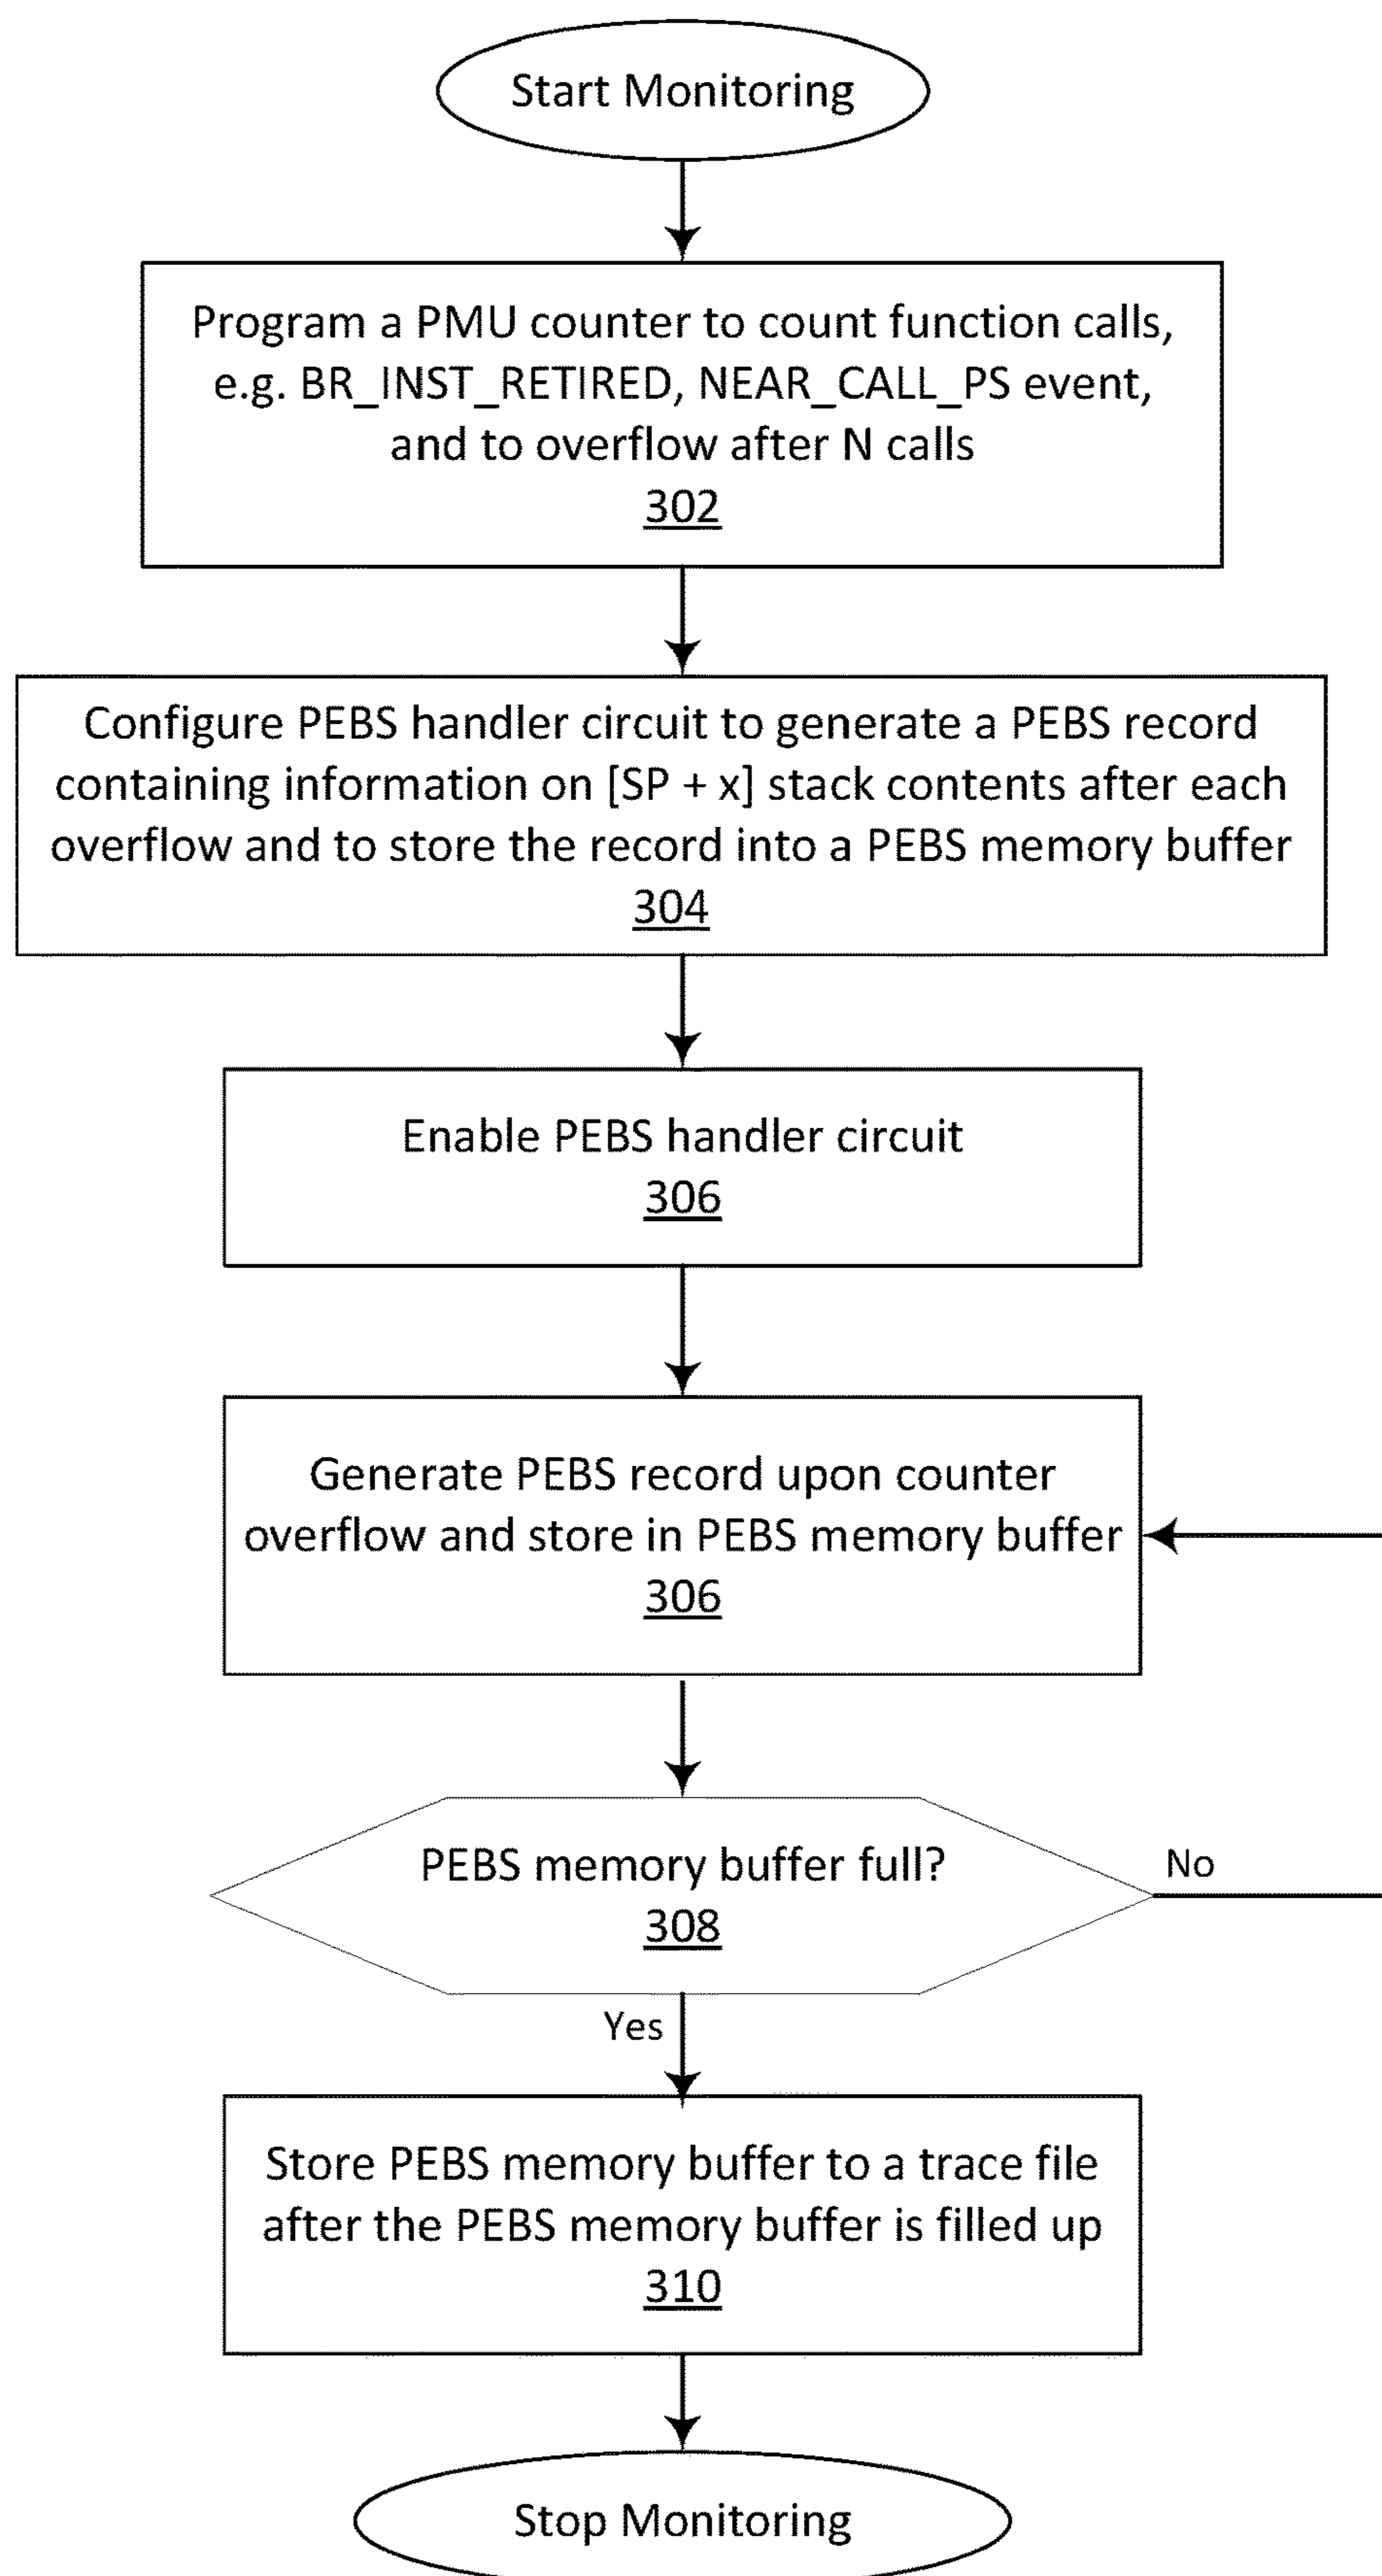 Start Monitoring
Program a PMU counter to count function calls,
e.g. BR_INST_RETIRED, NEAR_CALL_PS event,
and to overflow after N calls
302
Configure PEBS handler circuit to generate a PEBS record
containing information on [SP + x] stack contents after each
overflow and to store the record into a PEBS memory buffer
304
Enable PEBS handler circuit
306
Generate PEBS record upon counter
overflow and store in PEBS memory buffer
306
PEBS memory buffer full?
No
308
Yes
Store PEBS memory buffer to a trace file
after the PEBS memory buffer is filled up
310
Stop Monitoring